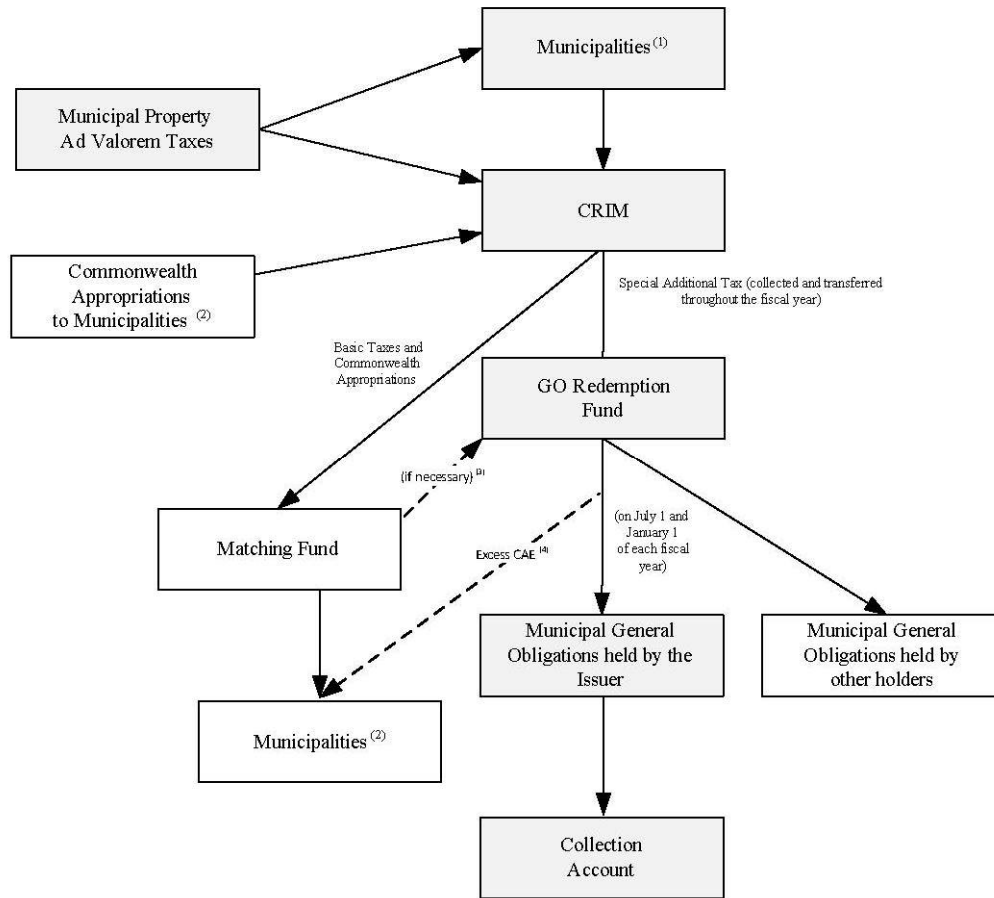 Municipalities (1)
Municipal Property
Ad Valorem Taxes
CRIM
Commonwealth
Appropriations
to Municipalities (2)
Special Additional Tax (collected and transferred
throughout the fiscal year)
Basic Taxes and
Commonwealth
Appropriations
GO Redemption
Fund
(if necessary) (3)
(on July 1 and
January 1
of each fiscal
year)
Matching Fund
Excess CAE (4)
Municipal General
Obligations held by the
Issuer
Municipal General
Obligations held by
other holders
Municipalities (2)
Collection
Account